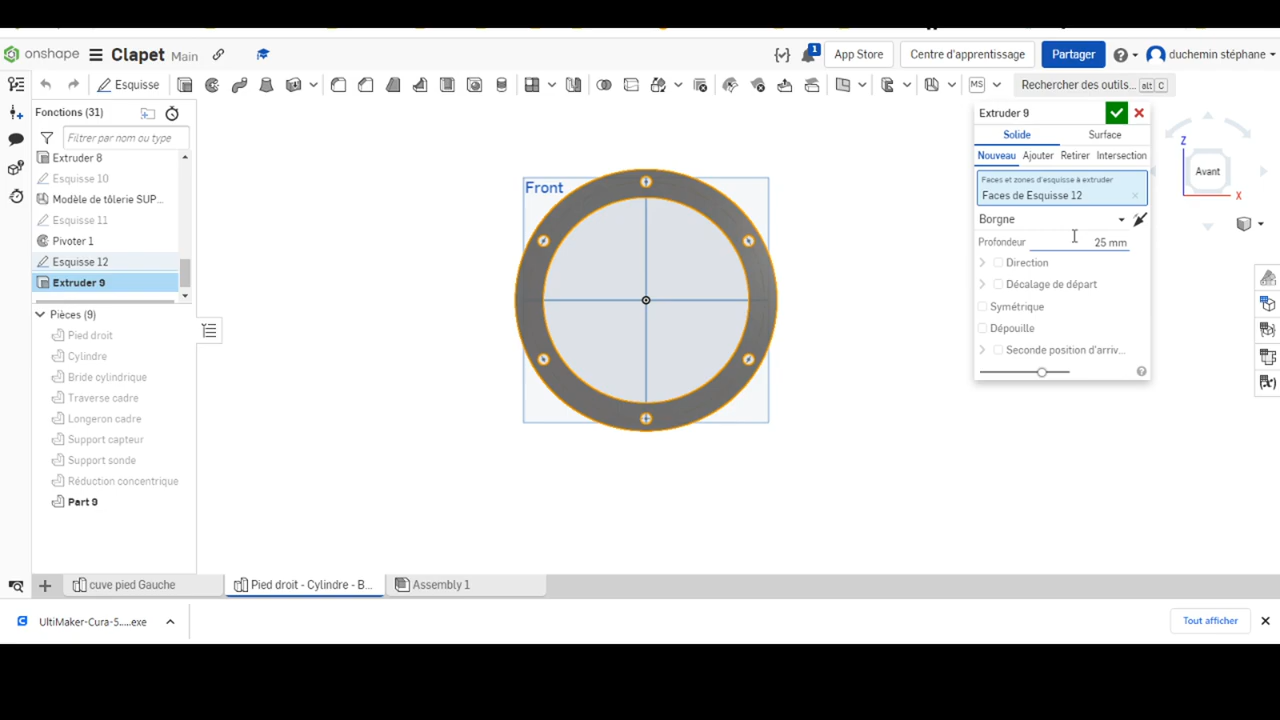 onshape
Clapet Main
1
App Store
Centre d'apprentissage
Partager
duchemin stéphane
Esquisse
MS
Rechercher des outils... alt C
Fonctions (31)
Filtrer par nom ou type
Extruder 8
Esquisse 10
Modèle de tôlerie SUP...
Esquisse 11
Pivoter 1
Esquisse 12
Extruder 9
Pièces (9)
Pied droit
Cylindre
Bride cylindrique
Traverse cadre
Longeron cadre
Support capteur
Support sonde
Réduction concentrique
Part 9
Front
Extruder 9
Solide
Surface
Nouveau
Ajouter
Retirer
Intersection
Faces et zones d'esquisse à extruder
Faces de Esquisse 12
Borgne
Profondeur 25 mm
Direction
Décalage de départ
Symétrique
Dépouille
Seconde position d'arriv...
Z
Avant
X
cuve pied Gauche
Pied droit - Cylindre - B...
Assembly 1
UltiMaker-Cura-5.....exe
Tout afficher